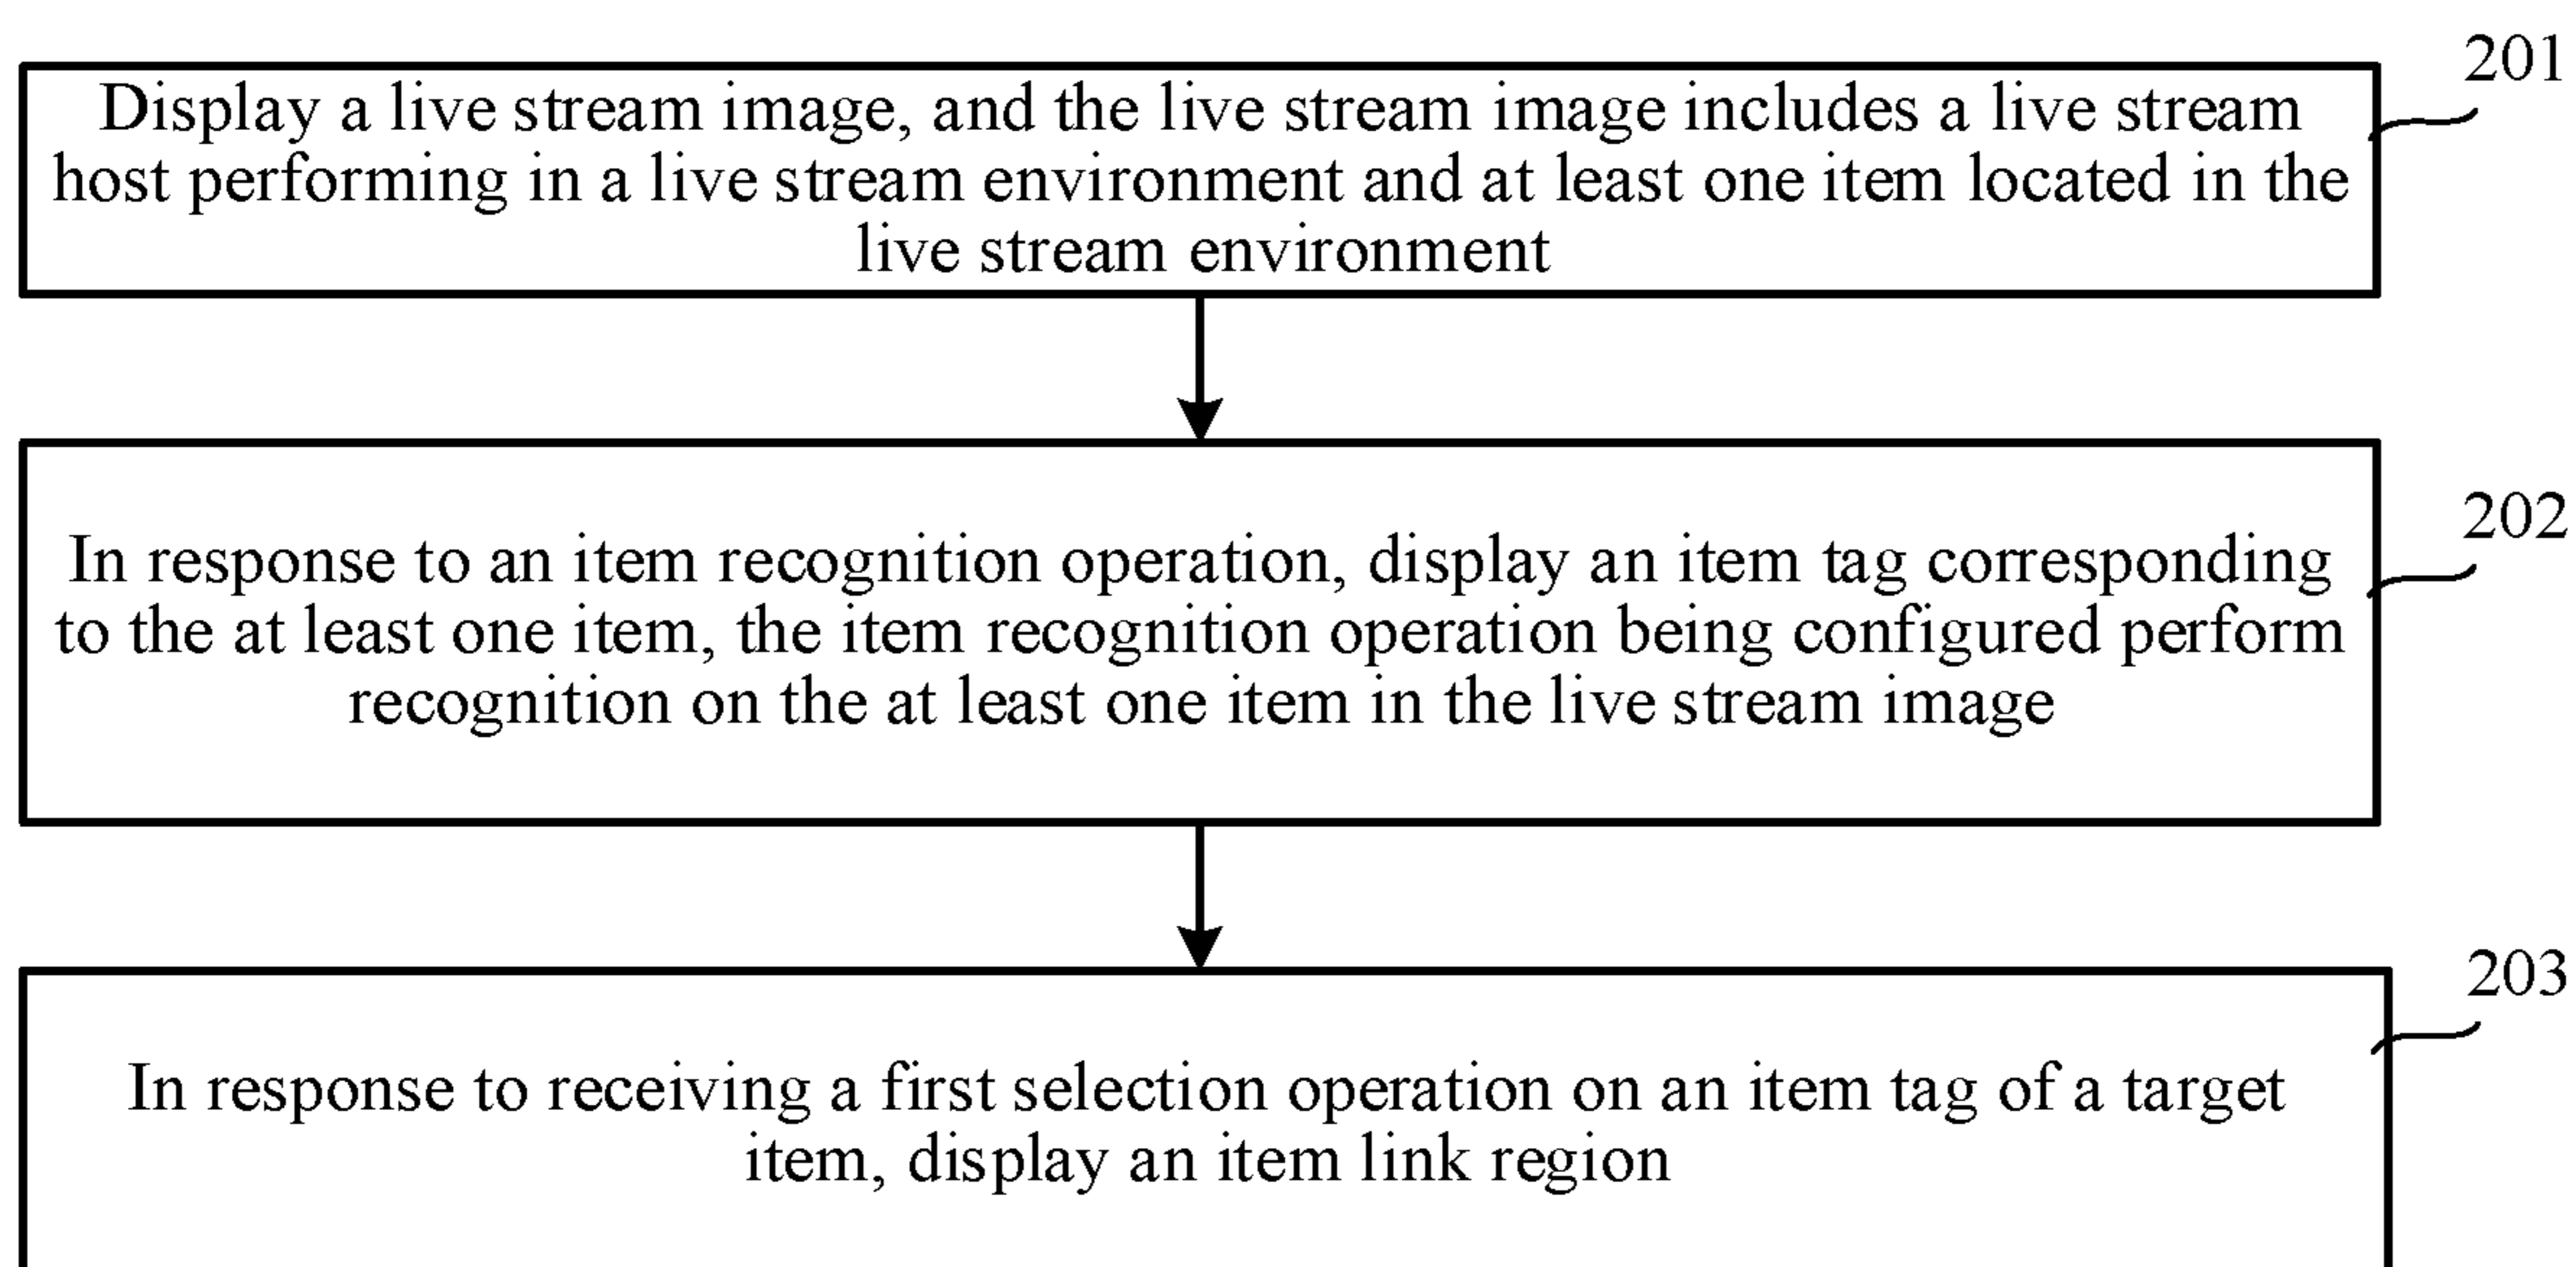 201
Display a live stream image, and the live stream image includes a live stream
host performing in a live stream environment and at least one item located in the
live stream environment
202
In response to an item recognition operation, display an item tag corresponding
to the at least one item, the item recognition operation being configured perform
recognition on the at least one item in the live stream image
203
In response to receiving a first selection operation on an item tag of a target
item, display an item link region